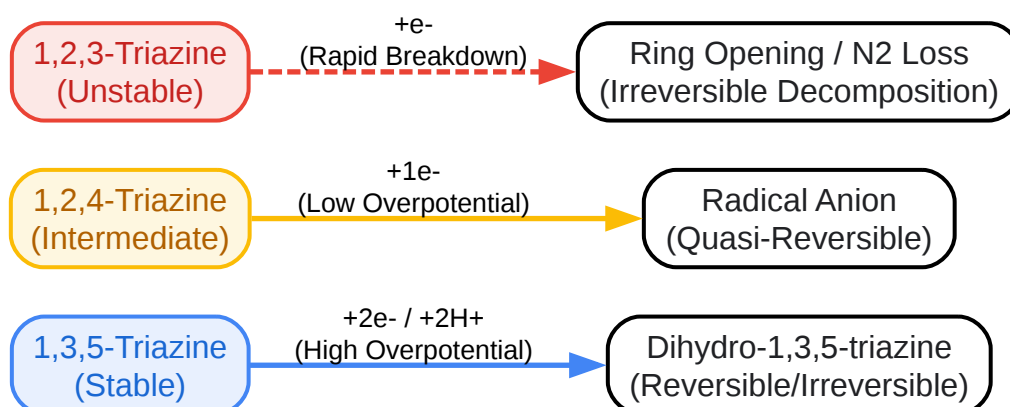 1,2,3-Triazine
(Unstable)
+e-
(Rapid Breakdown)
Ring Opening / N2 Loss
(Irreversible Decomposition)
1,2,4-Triazine
(Intermediate)
+1e-
(Low Overpotential)
Radical Anion
(Quasi-Reversible)
1,3,5-Triazine
(Stable)
+2e- / +2H+
(High Overpotential)
Dihydro-1,3,5-triazine
(Reversible/Irreversible)